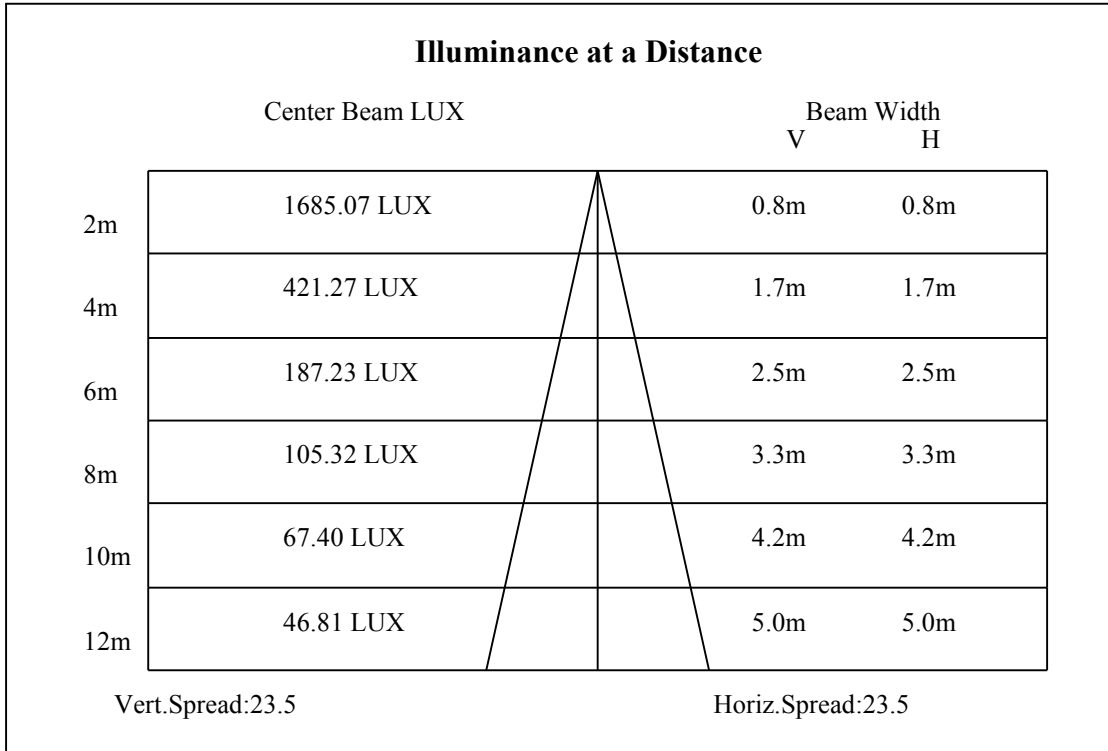 Illuminance at a Distance
Center Beam LUX Beam Width
V H
2m 1685.07 LUX 0.8m 0.8m
4m 421.27 LUX 1.7m 1.7m
6m 187.23 LUX 2.5m 2.5m
8m 105.32 LUX 3.3m 3.3m
10m 67.40 LUX 4.2m 4.2m
12m 46.81 LUX 5.0m 5.0m
Vert.Spread:23.5 Horiz.Spread:23.5